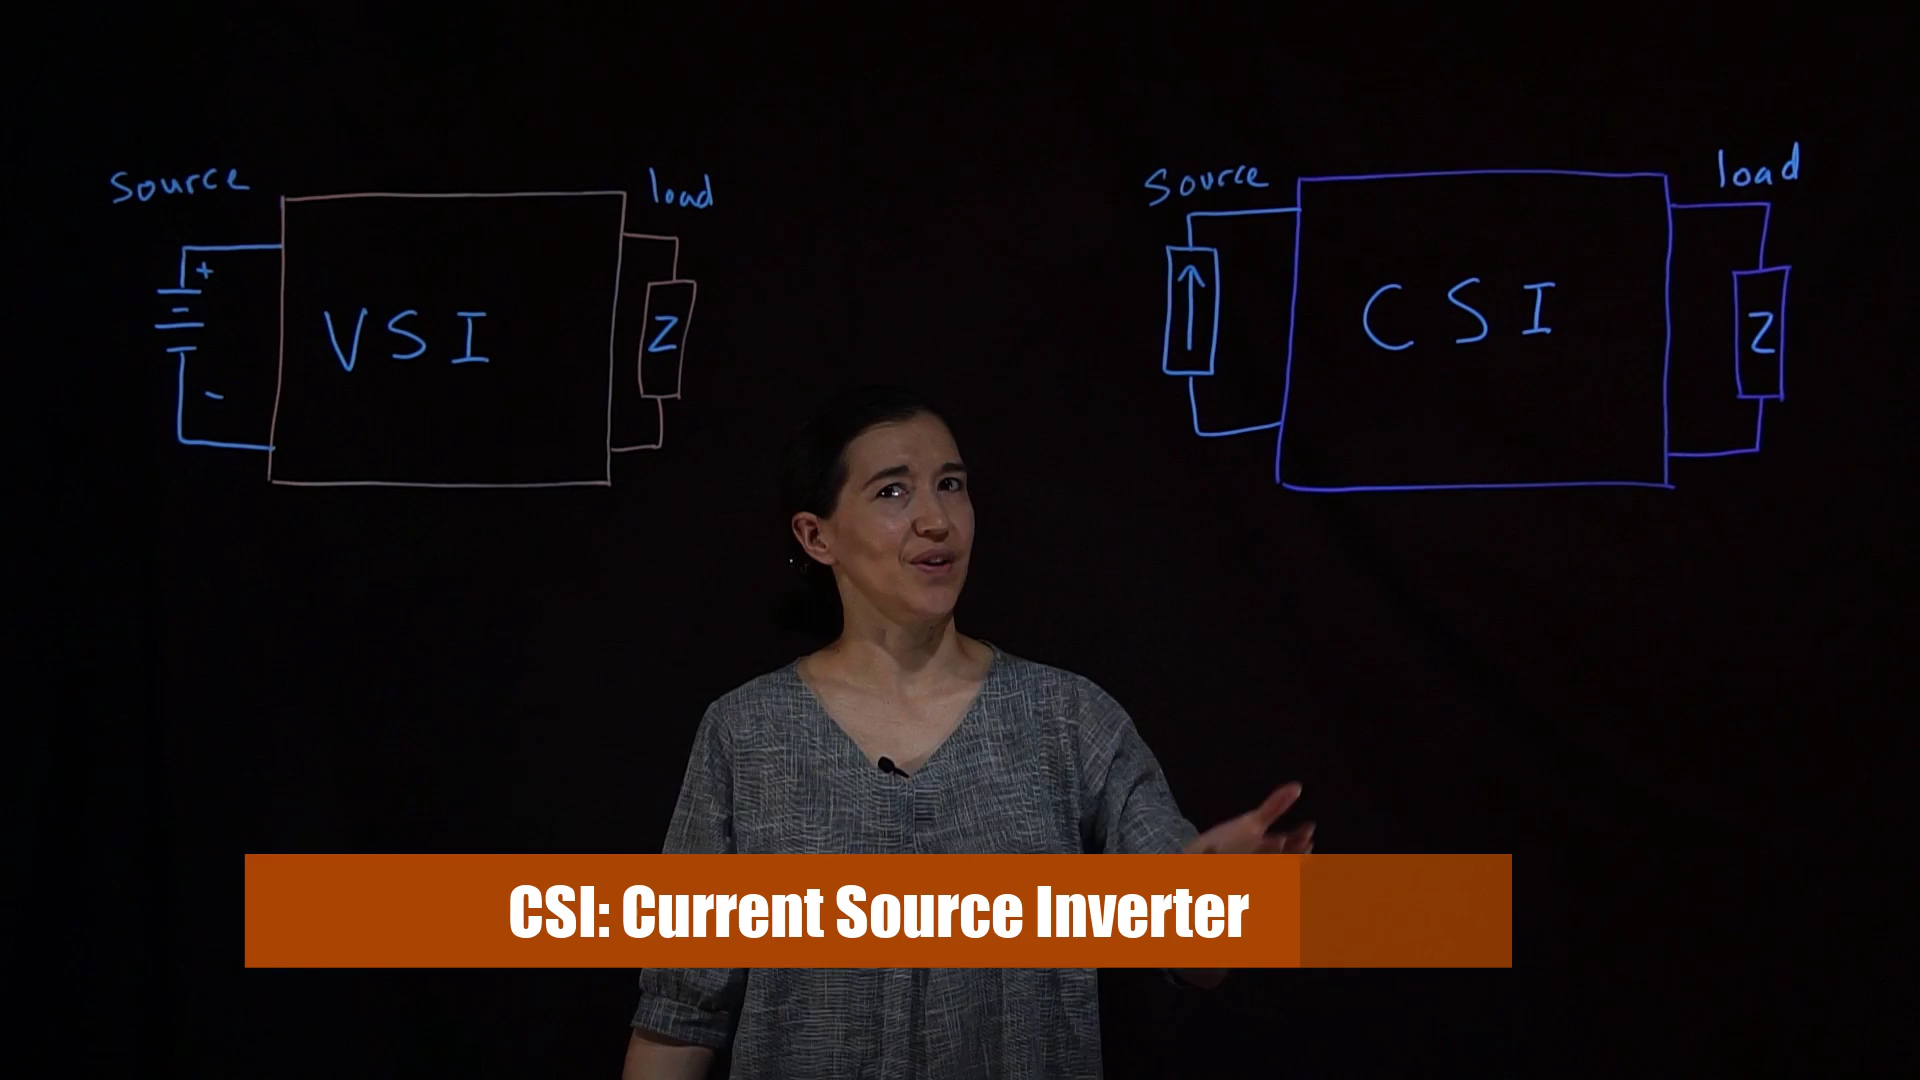 source
load
+
VSI
Z
-
source
load
CSI
Z
CSI: Current Source Inverter